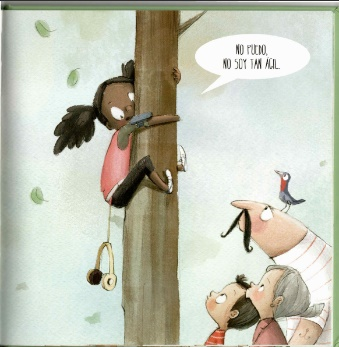 NO PUEDO,
NO SOY TAN ÁGIL.